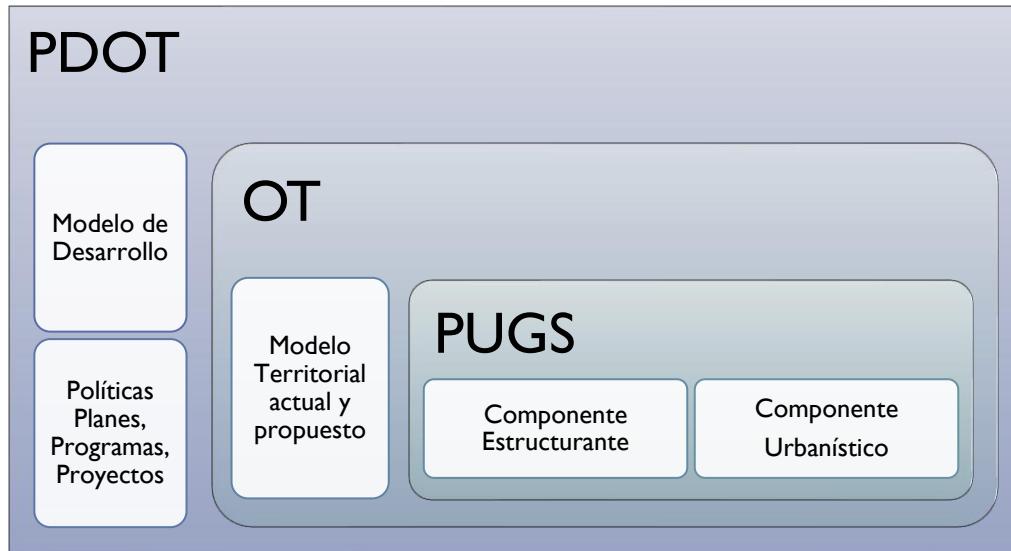 PDOT
Modelo de
Desarrollo
Políticas
Planes,
Programas,
Proyectos
OT
Modelo
Territorial
actual y
propuesto
PUGS
Componente
Estructurante
Componente
Urbanístico